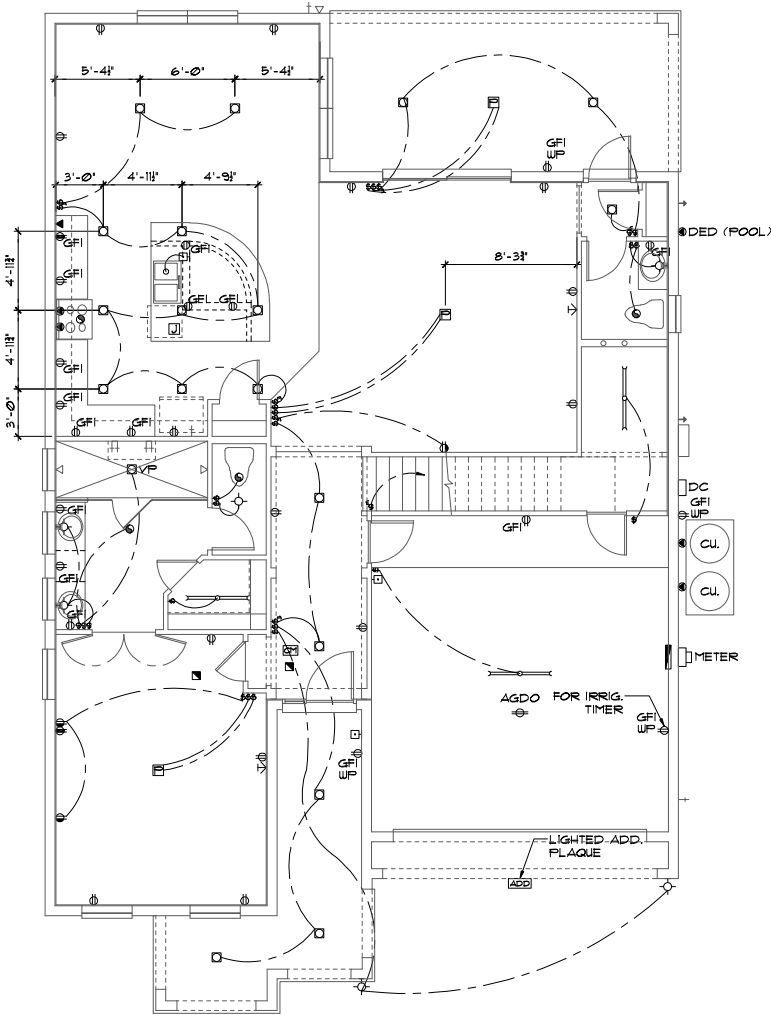 5'-4½"
6'-0"
5'-4½"
GFI
WP
3'-0"
4'-11½"
4'-9½"
GFI
GFI
DED (POOL)
GFI
8'-3¾"
4'-11½"
GFI
GFI
GFI
P
P
J
4'-11½"
GFI
3'-0"
GFI
GFI
GFI
VP
DC
GFI
WP
GFI
GFI
CU.
GFI
CU.
GFI
CM
METER
AGDO
FOR IRRIG.
TIMER
GFI
WP
P
GFI
WP
LIGHTED ADD.
PLAQUE
ADD